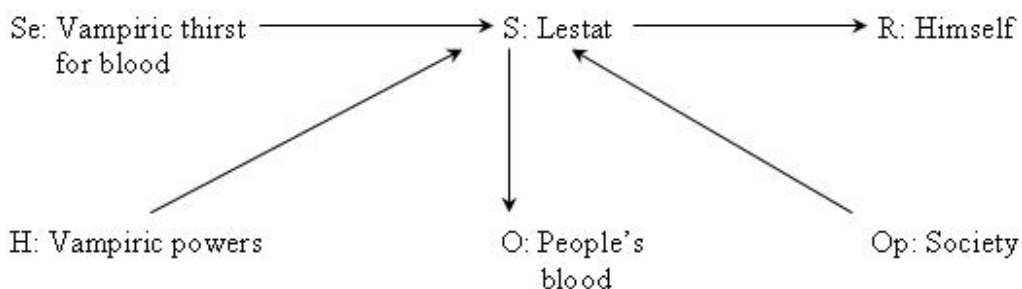 Se: Vampiric thirst
for blood
S: Lestat
R: Himself
H: Vampiric powers
O: People's
blood
Op: Society